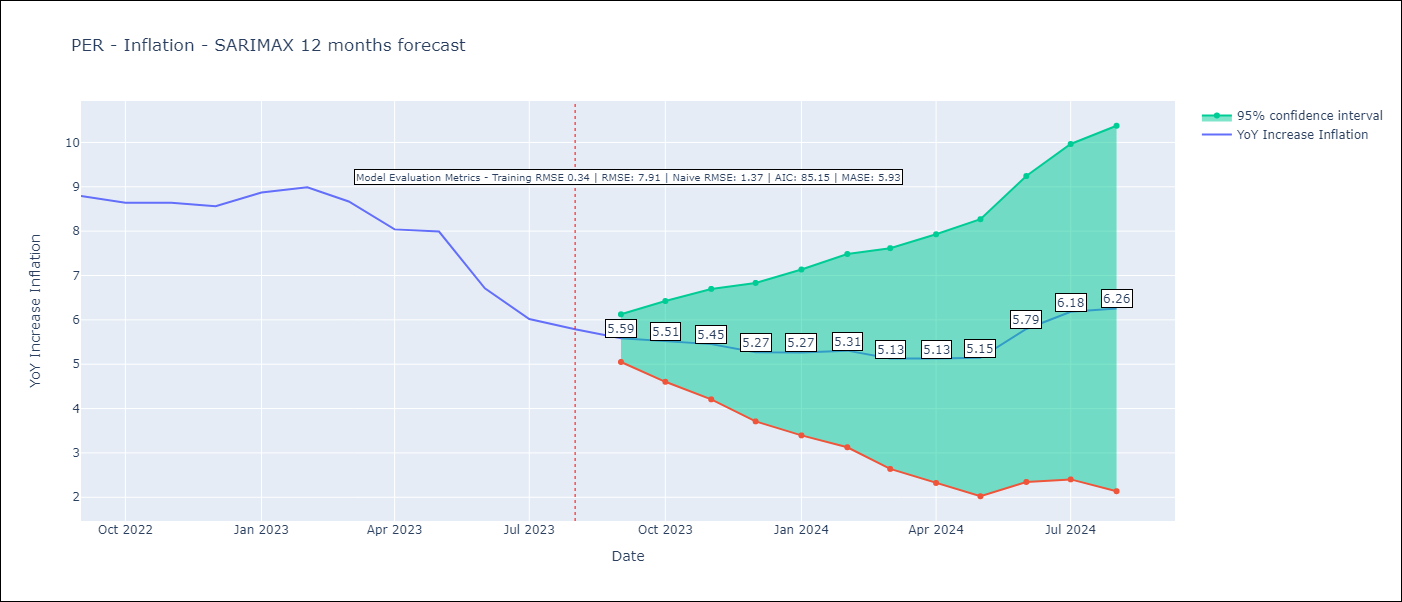 PER - Inflation - SARIMAX 12 months forecast
95% confidence interval
YoY Increase Inflation
Model Evaluation Metrics - Training RMSE 0.34 | RMSE: 7.91 | Naive RMSE: 1.37 | AIC: 85.15 | MASE: 5.93
YoY Increase Inflation
10
9
8
7
6
5
4
3
2
5.59
5.51
5.45
5.27
5.27
5.31
5.13
5.13
5.15
5.79
6.18
6.26
Oct 2022
Jan 2023
Apr 2023
Jul 2023
Oct 2023
Jan 2024
Apr 2024
Jul 2024
Date